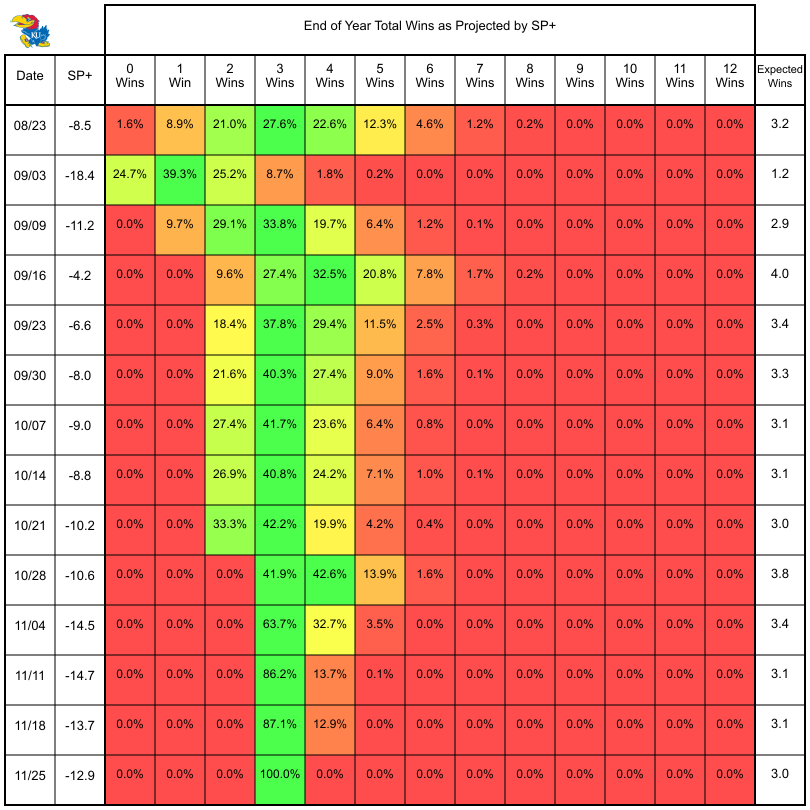 KU
End of Year Total Wins as Projected by SP+
Date SP+ 0 Wins 1 Win 2 Wins 3 Wins 4 Wins 5 Wins 6 Wins 7 Wins 8 Wins 9 Wins 10 Wins 11 Wins 12 Wins Expected Wins
08/23 -8.5 1.6% 8.9% 21.0% 27.6% 22.6% 12.3% 4.6% 1.2% 0.2% 0.0% 0.0% 0.0% 0.0% 3.2
09/03 -18.4 24.7% 39.3% 25.2% 8.7% 1.8% 0.2% 0.0% 0.0% 0.0% 0.0% 0.0% 0.0% 0.0% 1.2
09/09 -11.2 0.0% 9.7% 29.1% 33.8% 19.7% 6.4% 1.2% 0.1% 0.0% 0.0% 0.0% 0.0% 0.0% 2.9
09/16 -4.2 0.0% 0.0% 9.6% 27.4% 32.5% 20.8% 7.8% 1.7% 0.2% 0.0% 0.0% 0.0% 0.0% 4.0
09/23 -6.6 0.0% 0.0% 18.4% 37.8% 29.4% 11.5% 2.5% 0.3% 0.0% 0.0% 0.0% 0.0% 0.0% 3.4
09/30 -8.0 0.0% 0.0% 21.6% 40.3% 27.4% 9.0% 1.6% 0.1% 0.0% 0.0% 0.0% 0.0% 0.0% 3.3
10/07 -9.0 0.0% 0.0% 27.4% 41.7% 23.6% 6.4% 0.8% 0.0% 0.0% 0.0% 0.0% 0.0% 0.0% 3.1
10/14 -8.8 0.0% 0.0% 26.9% 40.8% 24.2% 7.1% 1.0% 0.1% 0.0% 0.0% 0.0% 0.0% 0.0% 3.1
10/21 -10.2 0.0% 0.0% 33.3% 42.2% 19.9% 4.2% 0.4% 0.0% 0.0% 0.0% 0.0% 0.0% 0.0% 3.0
10/28 -10.6 0.0% 0.0% 0.0% 41.9% 42.6% 13.9% 1.6% 0.0% 0.0% 0.0% 0.0% 0.0% 0.0% 3.8
11/04 -14.5 0.0% 0.0% 0.0% 63.7% 32.7% 3.5% 0.0% 0.0% 0.0% 0.0% 0.0% 0.0% 0.0% 3.4
11/11 -14.7 0.0% 0.0% 0.0% 86.2% 13.7% 0.1% 0.0% 0.0% 0.0% 0.0% 0.0% 0.0% 0.0% 3.1
11/18 -13.7 0.0% 0.0% 0.0% 87.1% 12.9% 0.0% 0.0% 0.0% 0.0% 0.0% 0.0% 0.0% 0.0% 3.1
11/25 -12.9 0.0% 0.0% 0.0% 100.0% 0.0% 0.0% 0.0% 0.0% 0.0% 0.0% 0.0% 0.0% 0.0% 3.0